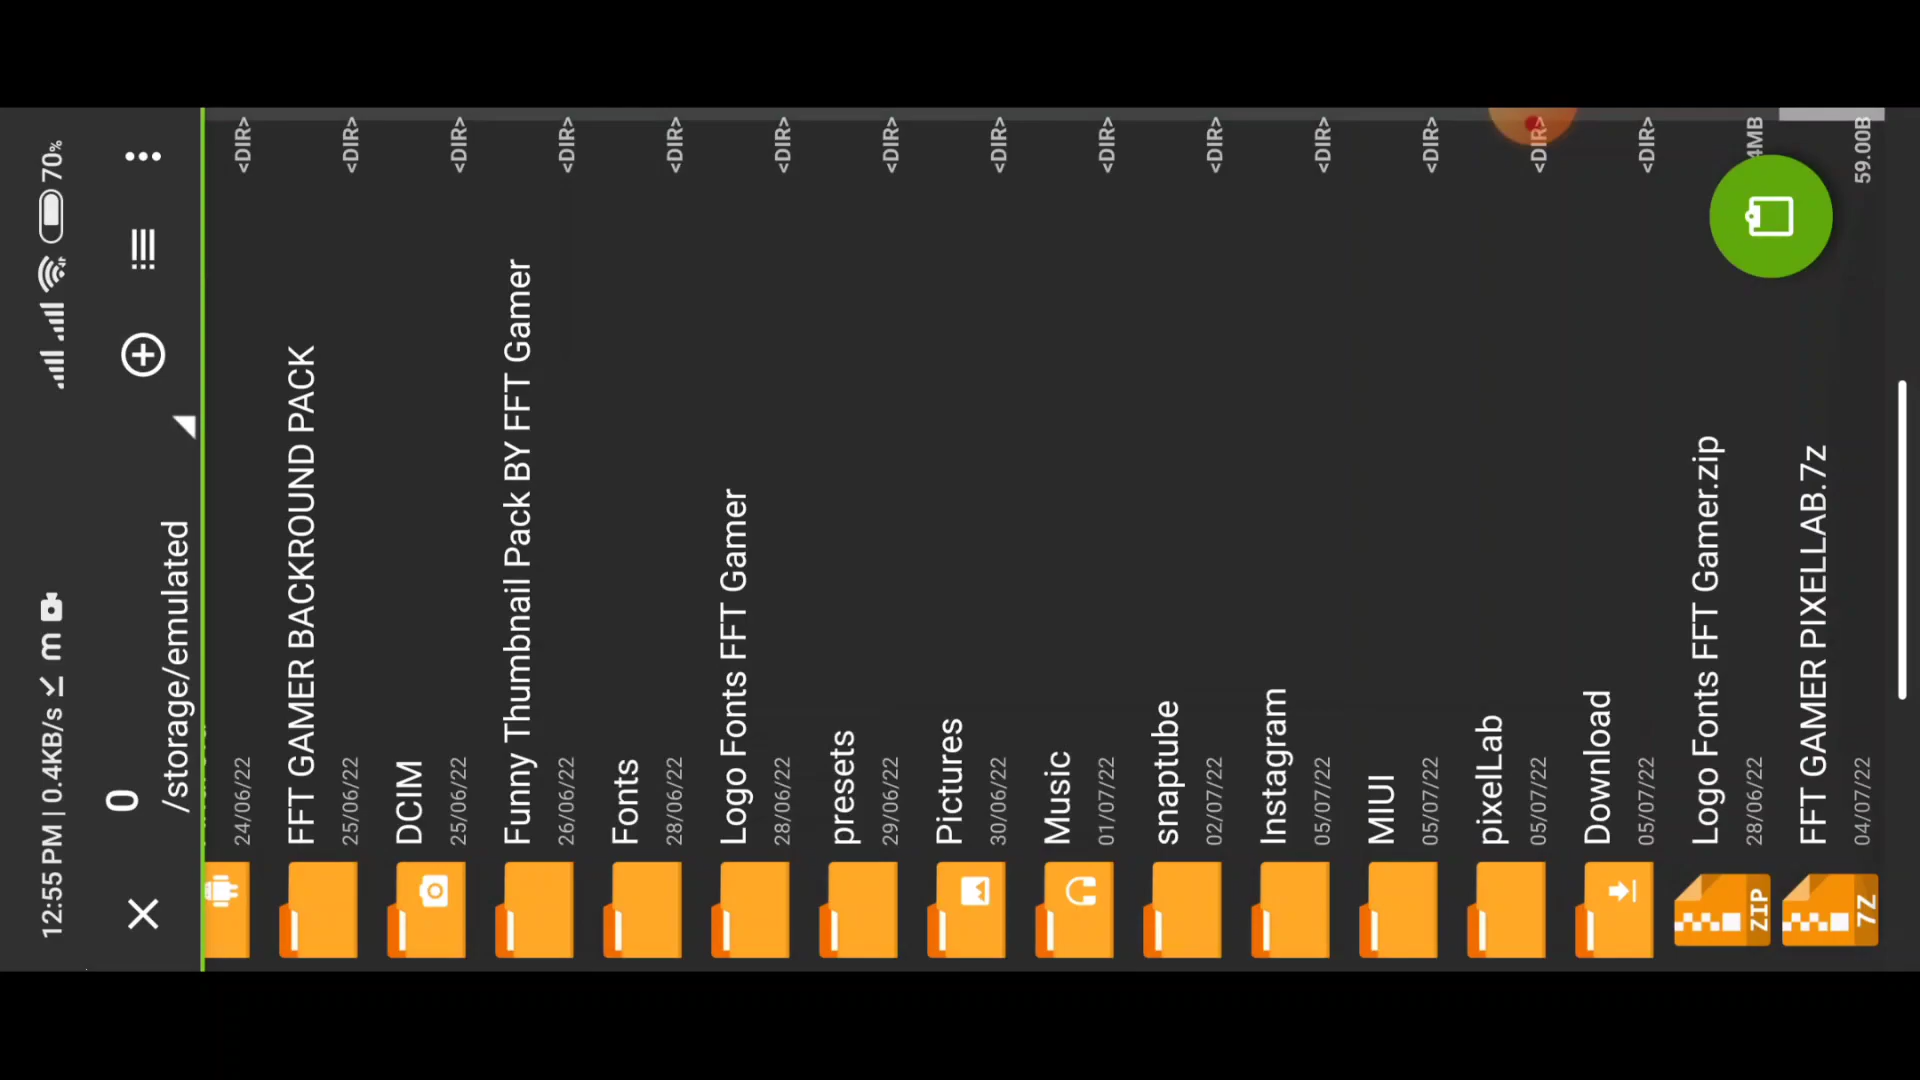 12:55 PM | 0.4KB/s m 70%
0
/storage/emulated
24/06/22 <DIR>
FFT GAMER BACKROUND PACK
25/06/22 <DIR>
DCIM
25/06/22 <DIR>
Funny Thumbnail Pack BY FFT Gamer
26/06/22 <DIR>
Fonts
28/06/22 <DIR>
Logo Fonts FFT Gamer
28/06/22 <DIR>
presets
29/06/22 <DIR>
Pictures
30/06/22 <DIR>
Music
01/07/22 <DIR>
snaptube
02/07/22 <DIR>
Instagram
05/07/22 <DIR>
MIUI
05/07/22 <DIR>
pixelLab
05/07/22 <DIR>
Download
05/07/22 <DIR>
ZIP
Logo Fonts FFT Gamer.zip
28/06/22
7Z
FFT GAMER PIXELLAB.7z
04/07/22 59.00B